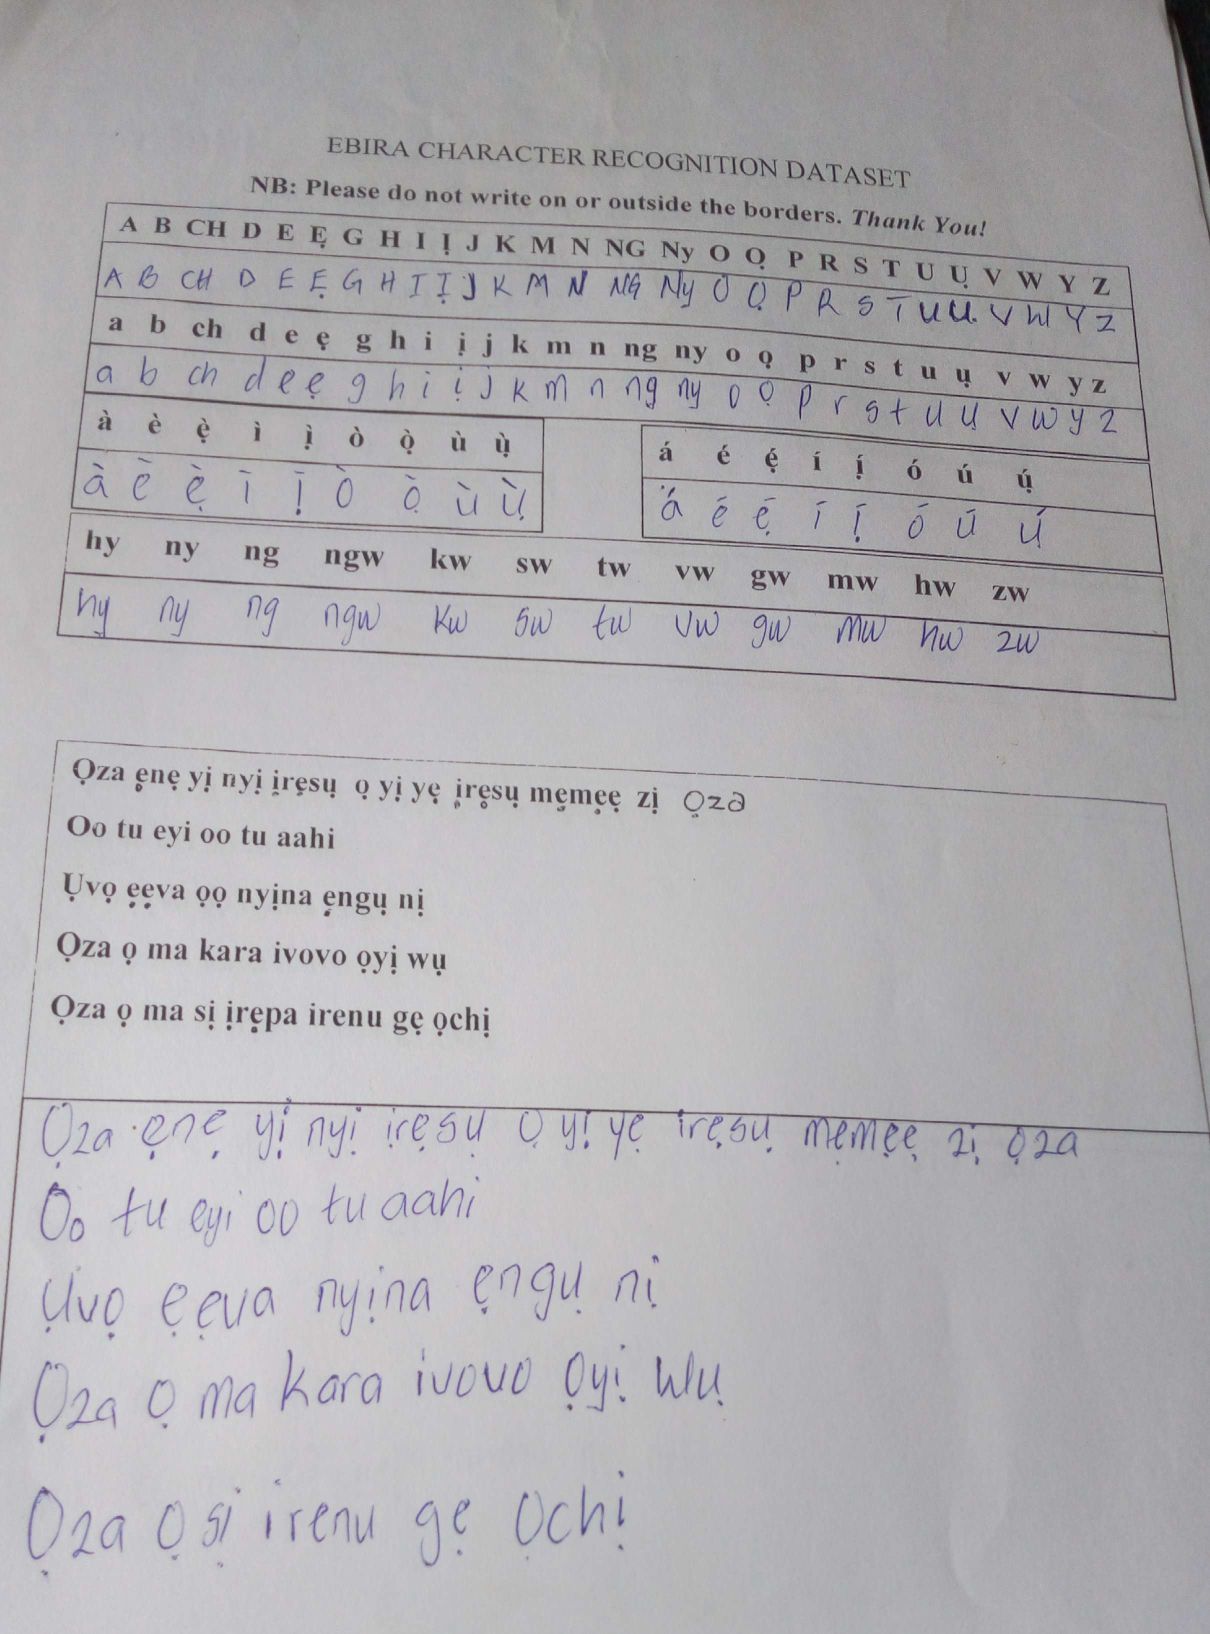 EBIRA CHARACTER RECOGNITION DATASET
NB: Please do not write on or outside the borders. Thank You!
A B CH D E Ẹ G H I Ị J K M N NG Ny O Ọ P R S T U Ụ V W Y Z
A B CH D E Ẹ G H I Ị J K M N NG Ny O Ọ P R S T U Ụ V W Y Z
a b ch d e ẹ g h i ị j k m n ng ny o ọ p r s t u ụ v w y z
a b ch d e ẹ g h i ị j k m n ng ny o ọ p r s t u ụ v w y z
à è ẹ̀ ì ị̀ ò ọ̀ ù ụ̀
à è ẹ̀ ì ị̀ ò ọ̀ ù ụ̀
á é ẹ́ í ị́ ó ú ụ́
á é ẹ́ í ị́ ó ú ụ́
hy ny ng ngw kw sw tw vw gw mw hw zw
hy ny ng ngw kw sw tw vw gw mw hw zw
Ọza ẹnẹ yị nyị ịrẹsụ ọ yị yẹ ịrẹsụ mẹmẹẹ zị ọza
Oo tu eyi oo tu aahi
Ụvọ ẹẹva ọọ nyịna ẹngụ nị
Ọza ọ ma kara ivovo ọyị wụ
Ọza ọ ma sị ịrẹpa irenu gẹ ọchị
Ọza ẹnẹ yị nyị ịrẹsụ ọ yị yẹ irẹsụ mẹmẹẹ zị ọza
Oo tu eyi oo tu aahi
Ụvọ ẹẹva nyịna ẹngụ nị
Ọza ọ ma kara ivovo ọyị wụ
Ọza ọ sị irenu gẹ ọchị